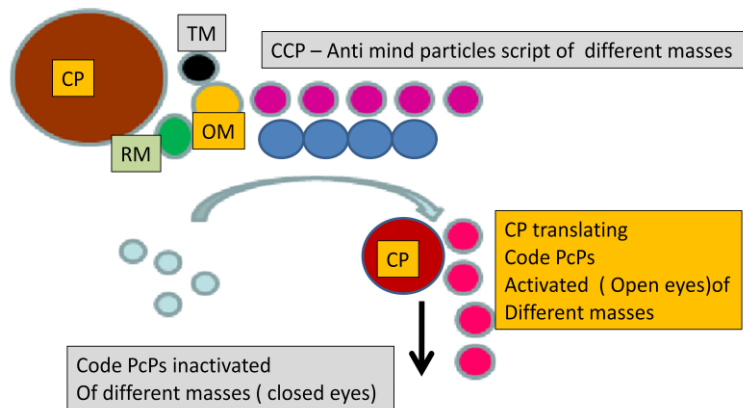 TM
CCP – Anti mind particles script of  different masses
CP
OM
RM
CP
CP translating
Code PcPs
Activated  ( Open eyes)of
Different masses
Code PcPs inactivated
Of different masses ( closed eyes)